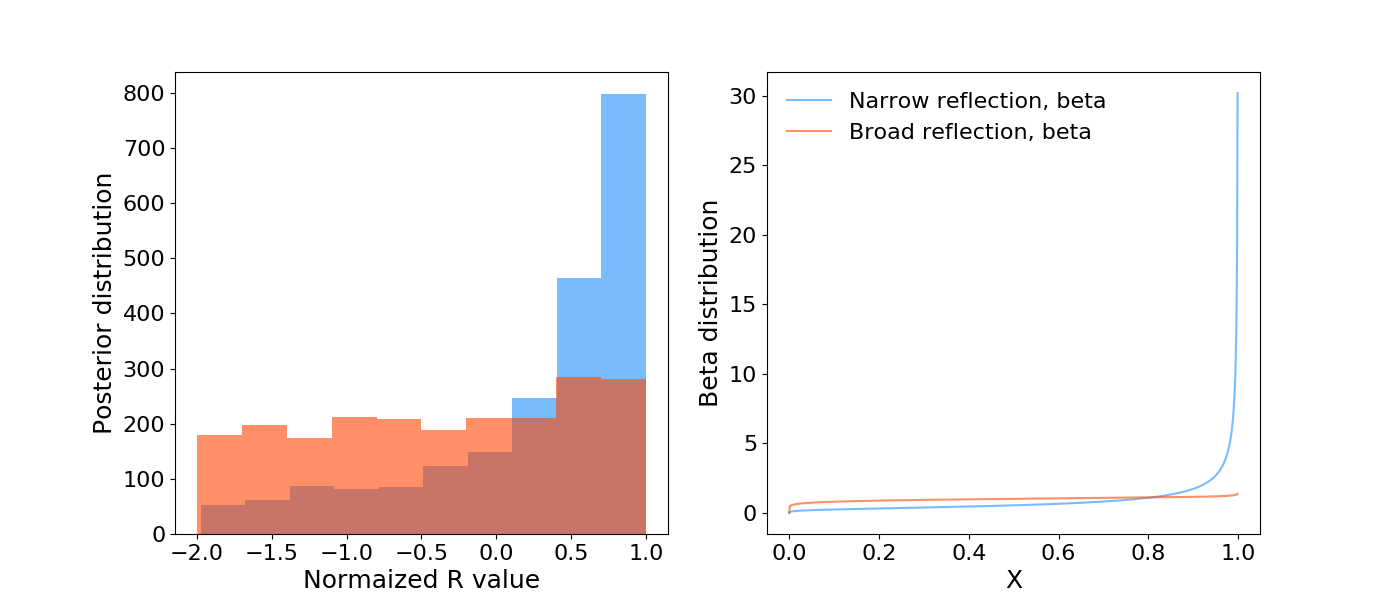 Posterior distribution
800
700
600
500
400
300
200
100
0
−2.0 −1.5 −1.0 −0.5 0.0 0.5 1.0
Normaized R value
Beta distribution
30
25
20
15
10
5
0
Narrow reflection, beta
Broad reflection, beta
0.0 0.2 0.4 0.6 0.8 1.0
X